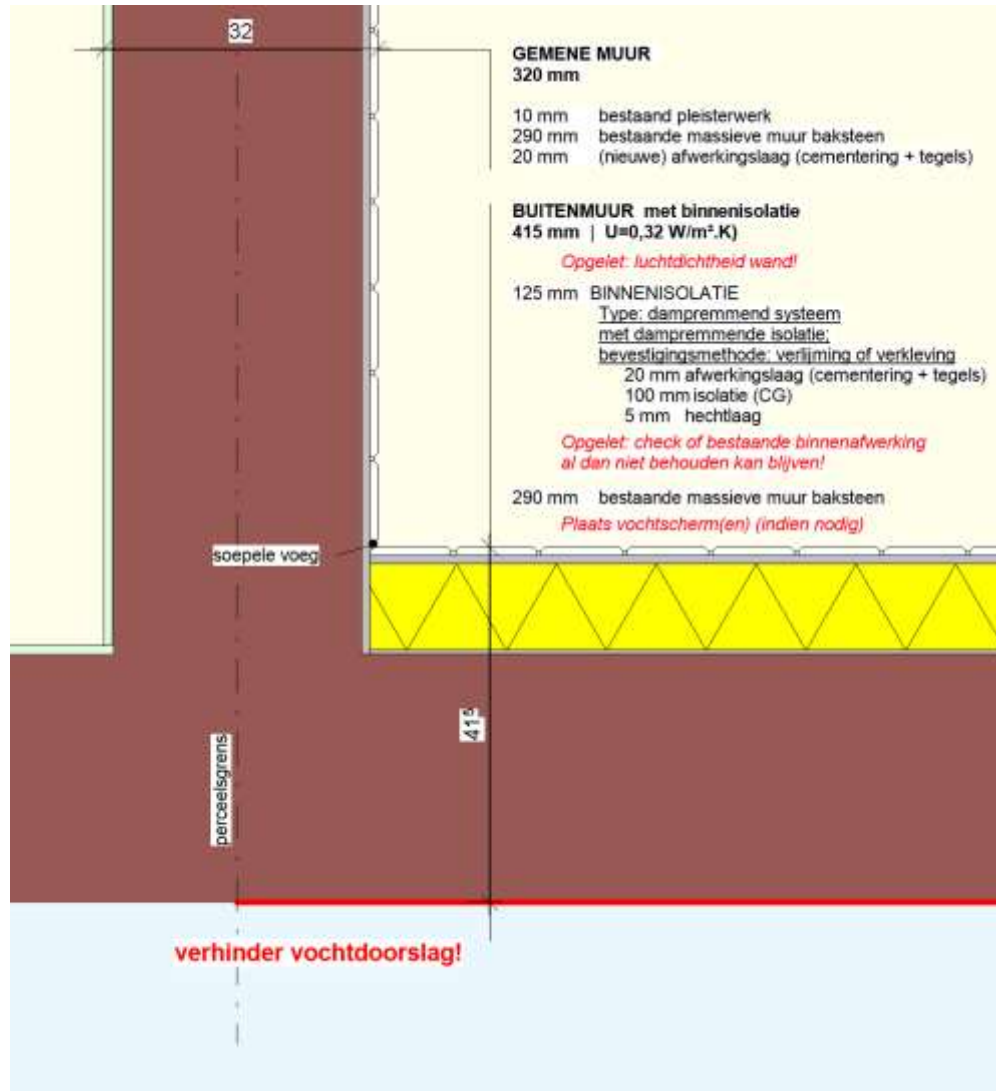 32
GEMENE MUUR
320 mm
10 mm bestaand pleisterwerk
290 mm bestaande massieve muur baksteen
20 mm (nieuwe) afwerkingslaag (cementering + tegels)
BUITENMUUR met binnenisolatie
415 mm | U=0,32 W/m².K)
Opgelet: luchtdichtheid wand!
125 mm BINNENISOLATIE
Type: dampremmend systeem
met dampremmende isolatie;
bevestigingsmethode: verlijming of verkleving
20 mm afwerkingslaag (cementering + tegels)
100 mm isolatie (CG)
5 mm hechtlaag
Opgelet: check of bestaande binnenafwerking
al dan niet behouden kan blijven!
290 mm bestaande massieve muur baksteen
Plaats vochtscherm(en) (indien nodig)
soepele voeg
41⁵
perceelsgrens
verhinder vochtdoorslag!